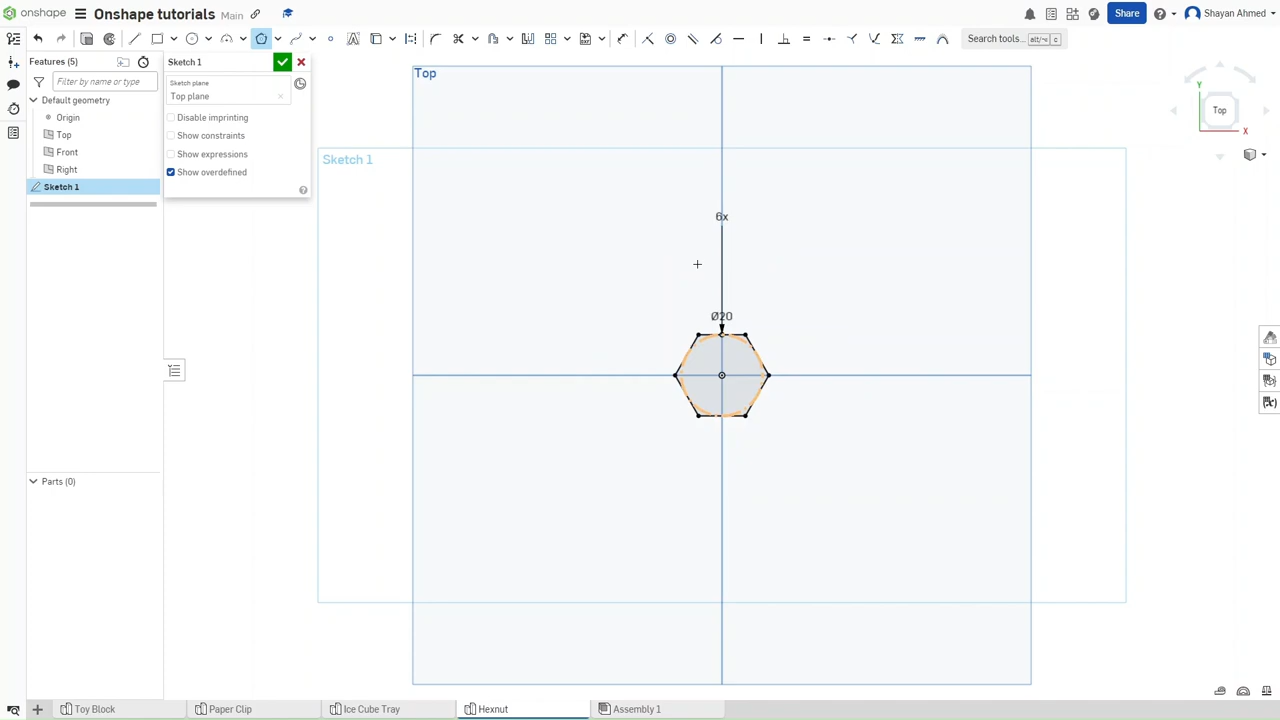 onshape
Onshape tutorials
Main
Share
Shayan Ahmed
Search tools...
alt/⌥
c
Features (5)
Filter by name or type
Default geometry
Origin
Top
Front
Right
Sketch 1
Parts (0)
Sketch 1
Sketch plane
Top plane
Disable imprinting
Show constraints
Show expressions
Show overdefined
Top
Sketch 1
6x
Ø20
Y
Top
X
Toy Block
Paper Clip
Ice Cube Tray
Hexnut
Assembly 1